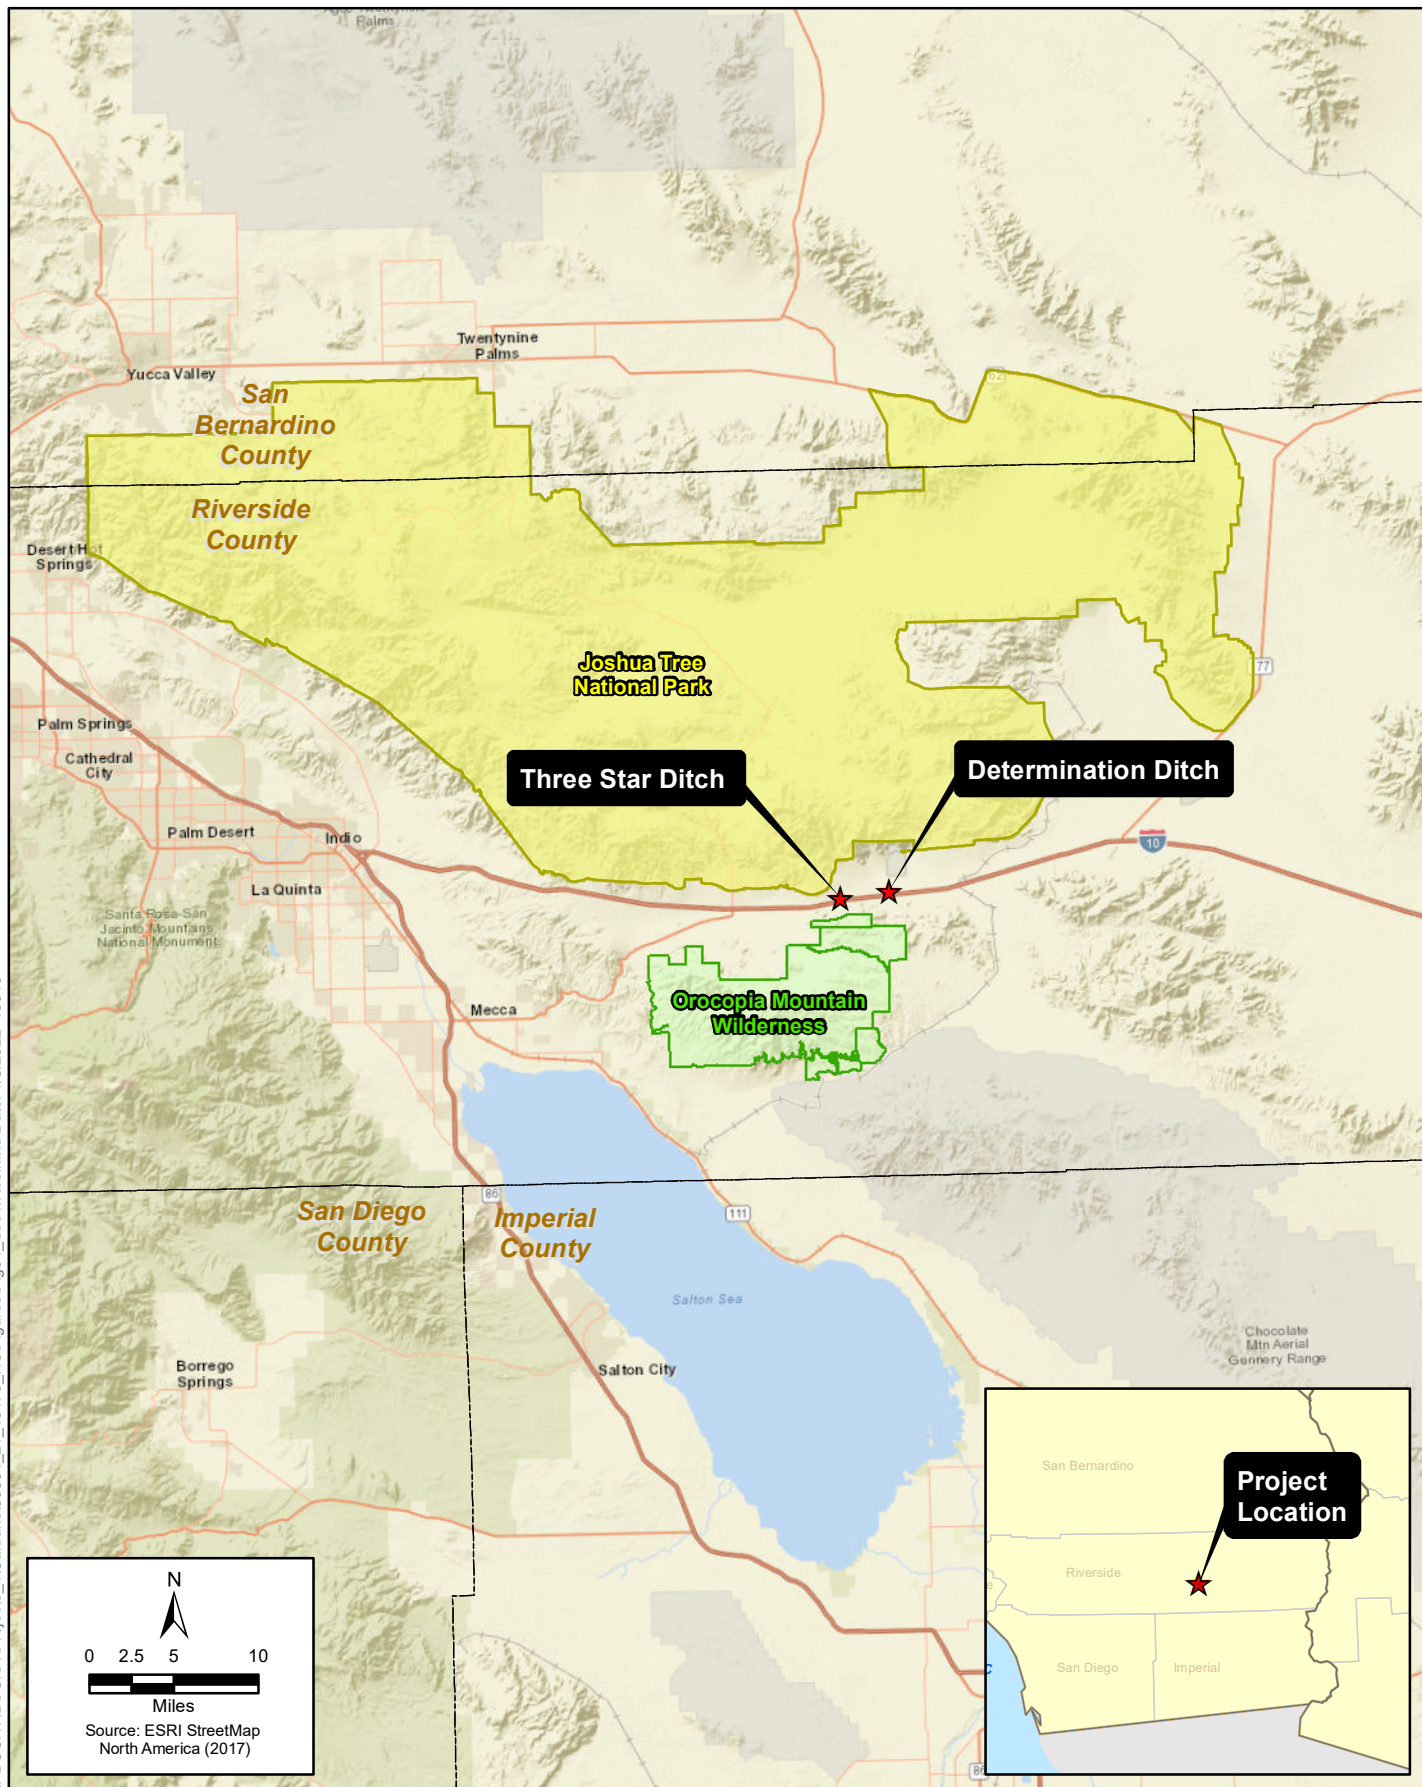 Palms
Twentynine
Palms
Yucca Valley
62
San
Bernardino
County
Riverside
County
Desert Hot
Springs
Joshua Tree
National Park
177
Palm Springs
Cathedral
City
Three Star Ditch
Determination Ditch
Palm Desert
Indio
10
La Quinta
Santa Rosa-San
Jacinto Mountains
National Monument
Orocopia Mountain
Wilderness
Mecca
86
San Diego
County
Imperial
County
111
Salton Sea
Chocolate
Mtn Aerial
Gunnery Range
Borrego
Springs
Salton City
San Bernardino
Project
Location
Riverside
e
San Diego
Imperial
c
86
N
0 2.5 5 10
Miles
Source: ESRI StreetMap
North America (2017)